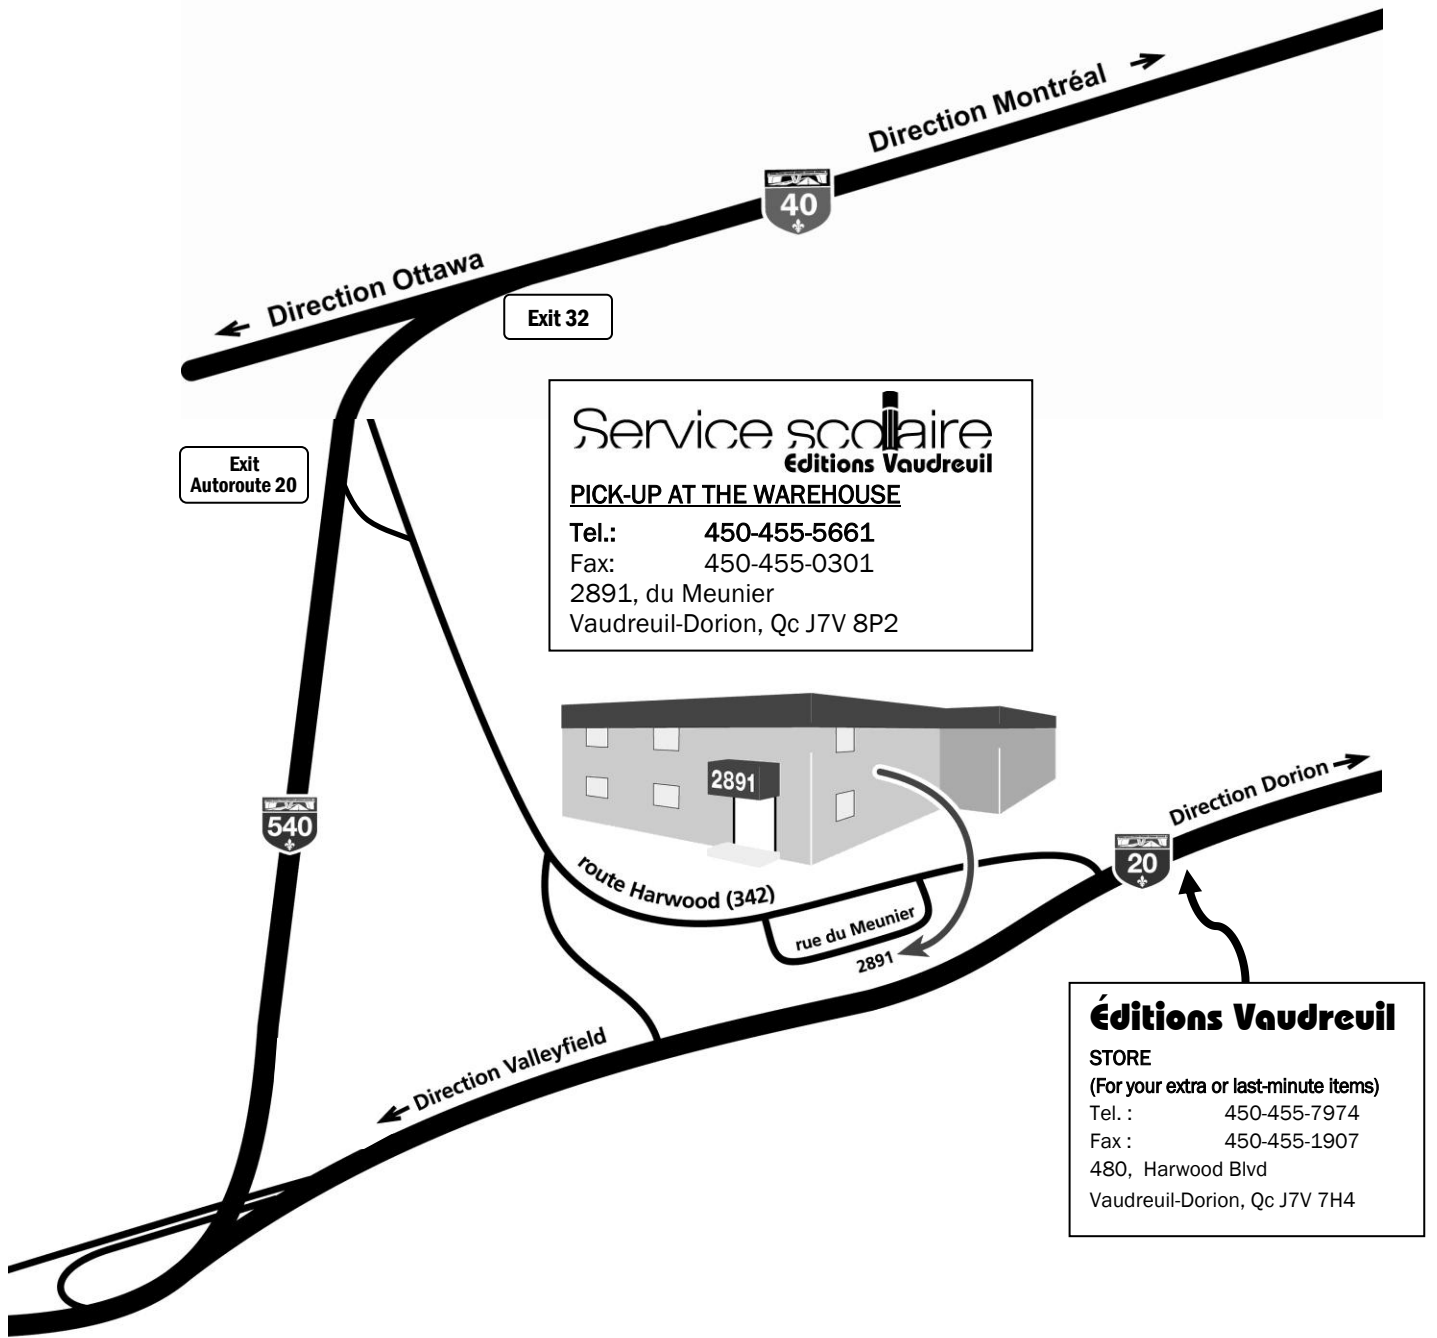 Direction Montréal
40
Direction Ottawa
Exit 32
Exit
Autoroute 20
Service scolaire
Éditions Vaudreuil
PICK-UP AT THE WAREHOUSE
Tel.: 450-455-5661
Fax: 450-455-0301
2891, du Meunier
Vaudreuil-Dorion, Qc J7V 8P2
2891
Direction Dorion
540
20
route Harwood (342)
rue du Meunier
2891
Direction Valleyfield
Éditions Vaudreuil
STORE
(For your extra or last-minute items)
Tel. : 450-455-7974
Fax : 450-455-1907
480, Harwood Blvd
Vaudreuil-Dorion, Qc J7V 7H4